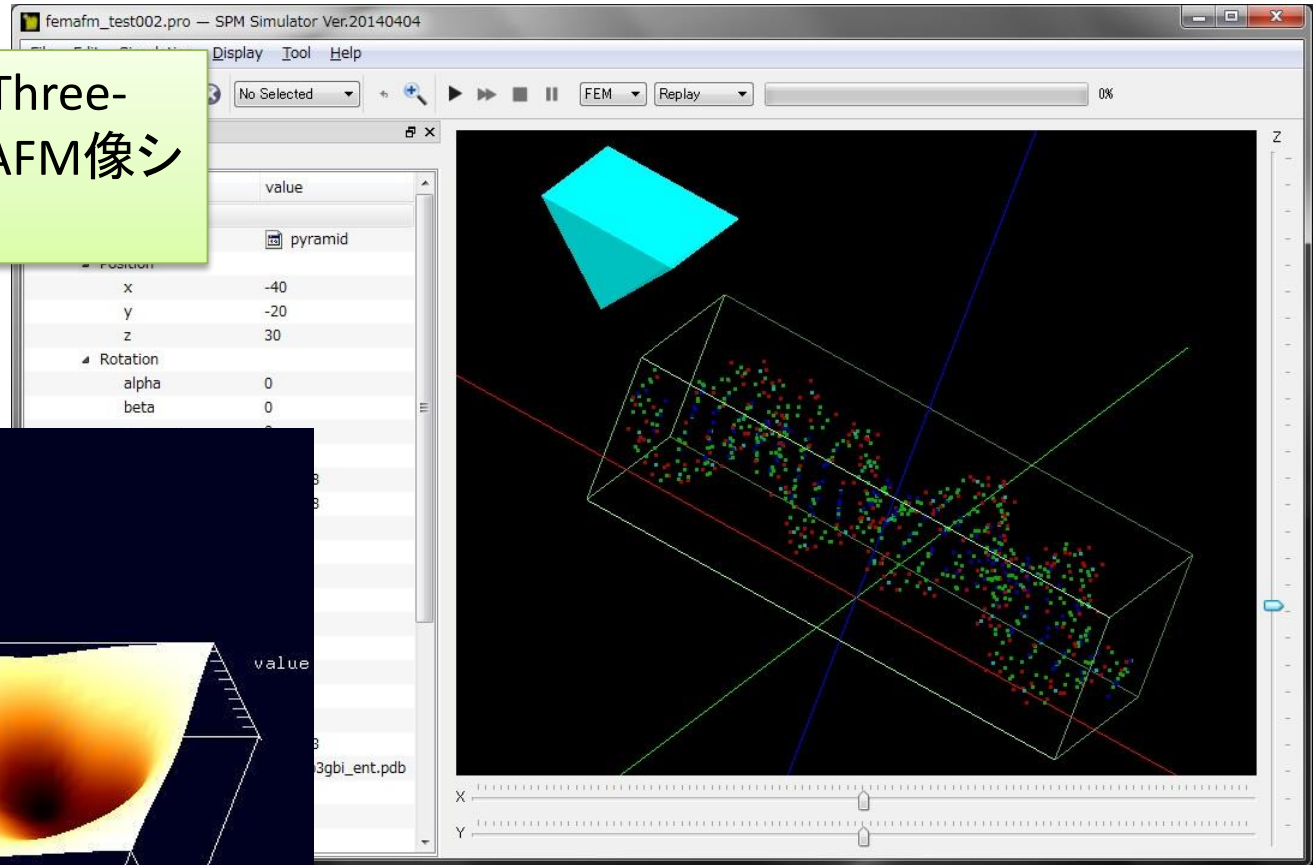 femafm_test002.pro — SPM Simulator Ver.20140404
Display Tool Help
Three-
AFM像シ
No Selected
FEM
Replay
0%
value
pyramid
Position
x -40
y -20
z 30
Rotation
alpha 0
beta 0
3gbi_ent.pdb
value
Z
X
Y